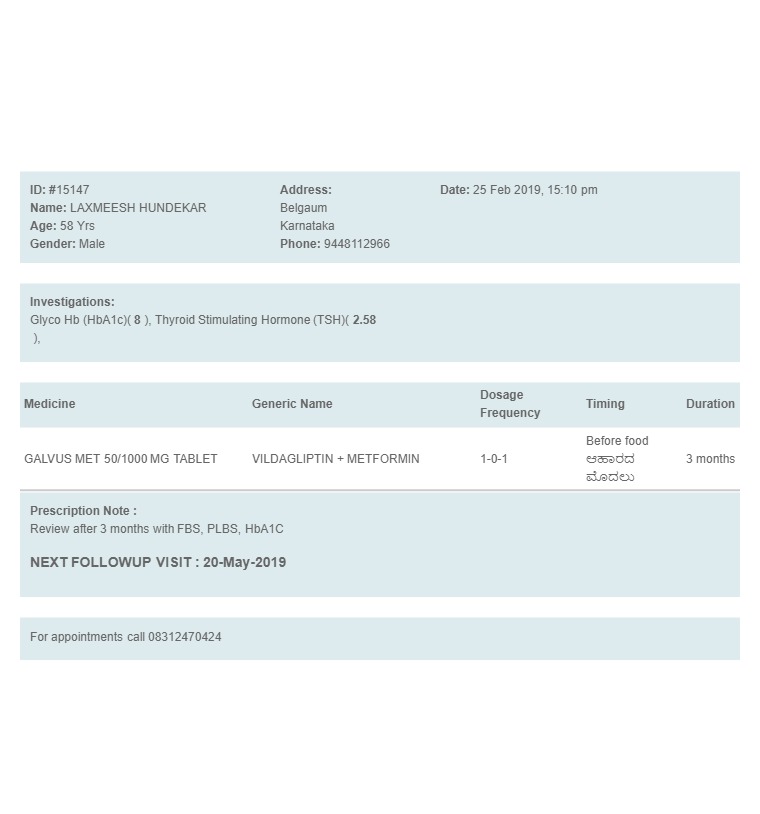 ID: #15147
Name: LAXMEESH HUNDEKAR
Age: 58 Yrs
Gender: Male
Address:
Belgaum
Karnataka
Phone: 9448112966
Date: 25 Feb 2019, 15:10 pm
Investigations:
Glyco Hb (HbA1c)( 8 ), Thyroid Stimulating Hormone (TSH)( 2.58
),
Medicine Generic Name Dosage Frequency Timing Duration
GALVUS MET 50/1000 MG TABLET VILDAGLIPTIN + METFORMIN 1-0-1 Before food ಆಹಾರದ ಮೊದಲು 3 months
Prescription Note :
Review after 3 months with FBS, PLBS, HbA1C
NEXT FOLLOWUP VISIT : 20-May-2019
For appointments call 08312470424